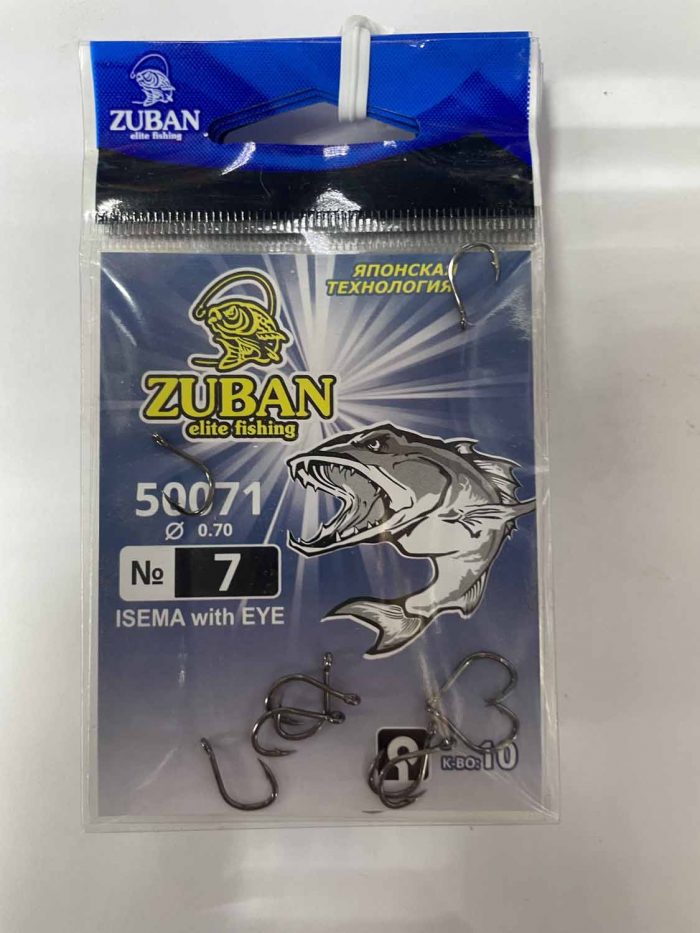 ZUBAN
elite fishing
ЯПОНСКАЯ
ТЕХНОЛОГИЯ
ZUBAN
elite fishing
50071
Ø 0.70
№ 7
ISEMA with EYE
К-ВО: 10